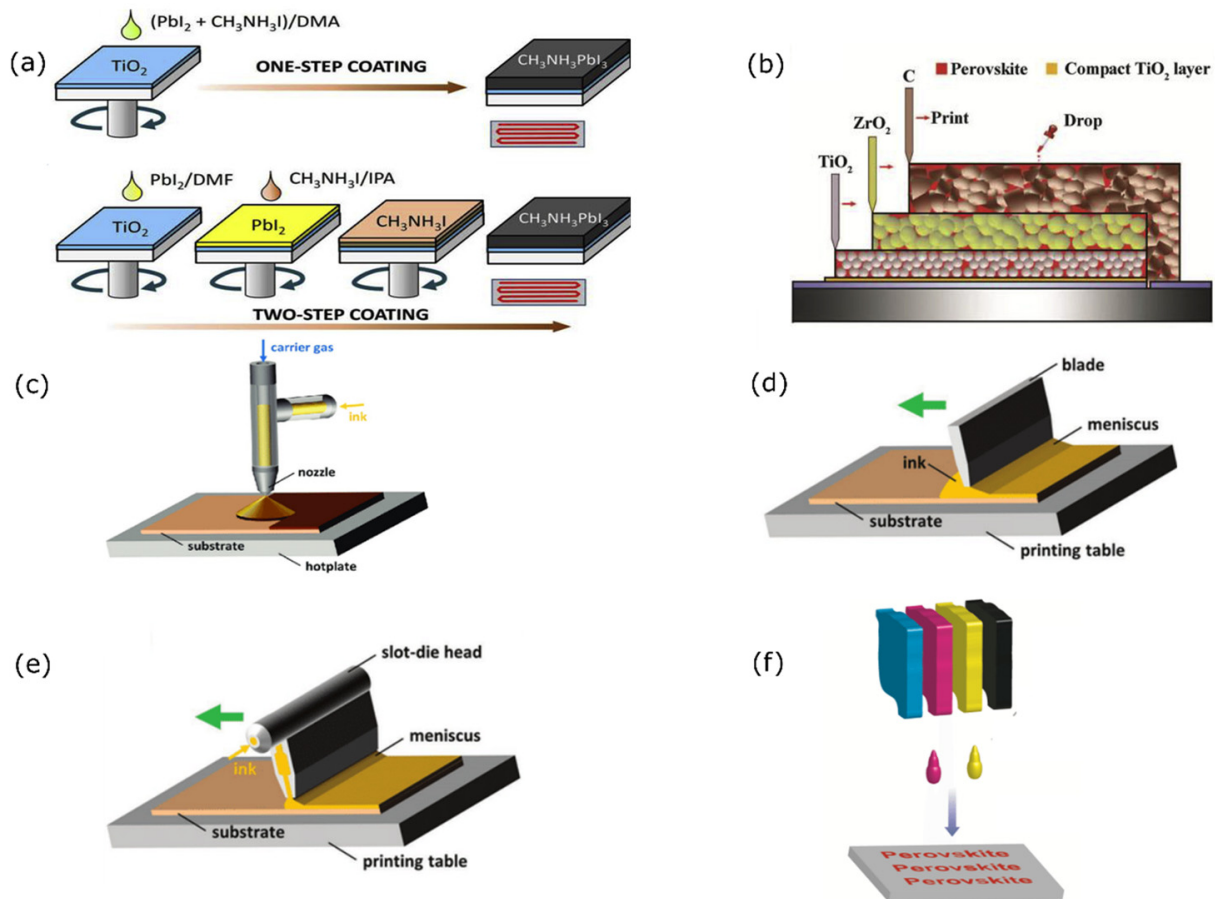 (a)
(PbI₂ + CH₃NH₃I)/DMA
TiO₂
ONE-STEP COATING
CH₃NH₃PbI₃
PbI₂/DMF
CH₃NH₃I/IPA
TiO₂
PbI₂
CH₃NH₃I
CH₃NH₃PbI₃
TWO-STEP COATING
(b)
Perovskite
Compact TiO₂ layer
C
Print
Drop
ZrO₂
TiO₂
(c)
carrier gas
ink
nozzle
substrate
hotplate
(d)
blade
meniscus
ink
substrate
printing table
(e)
slot-die head
meniscus
ink
substrate
printing table
(f)
Perovskite
Perovskite
Perovskite